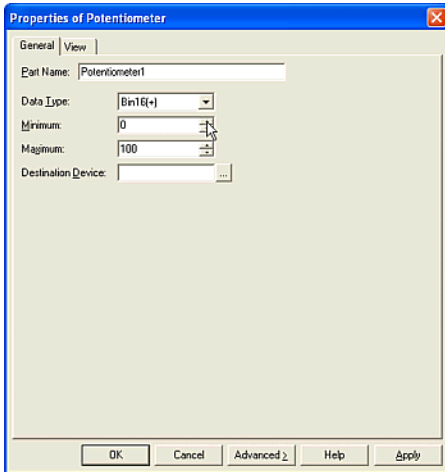 Properties of Potentiometer
General View
Part Name: Potentiometer1
Data Type: Bin16(+)
Minimum: 0
Maximum: 100
Destination Device: ...
OK Cancel Advanced > Help Apply